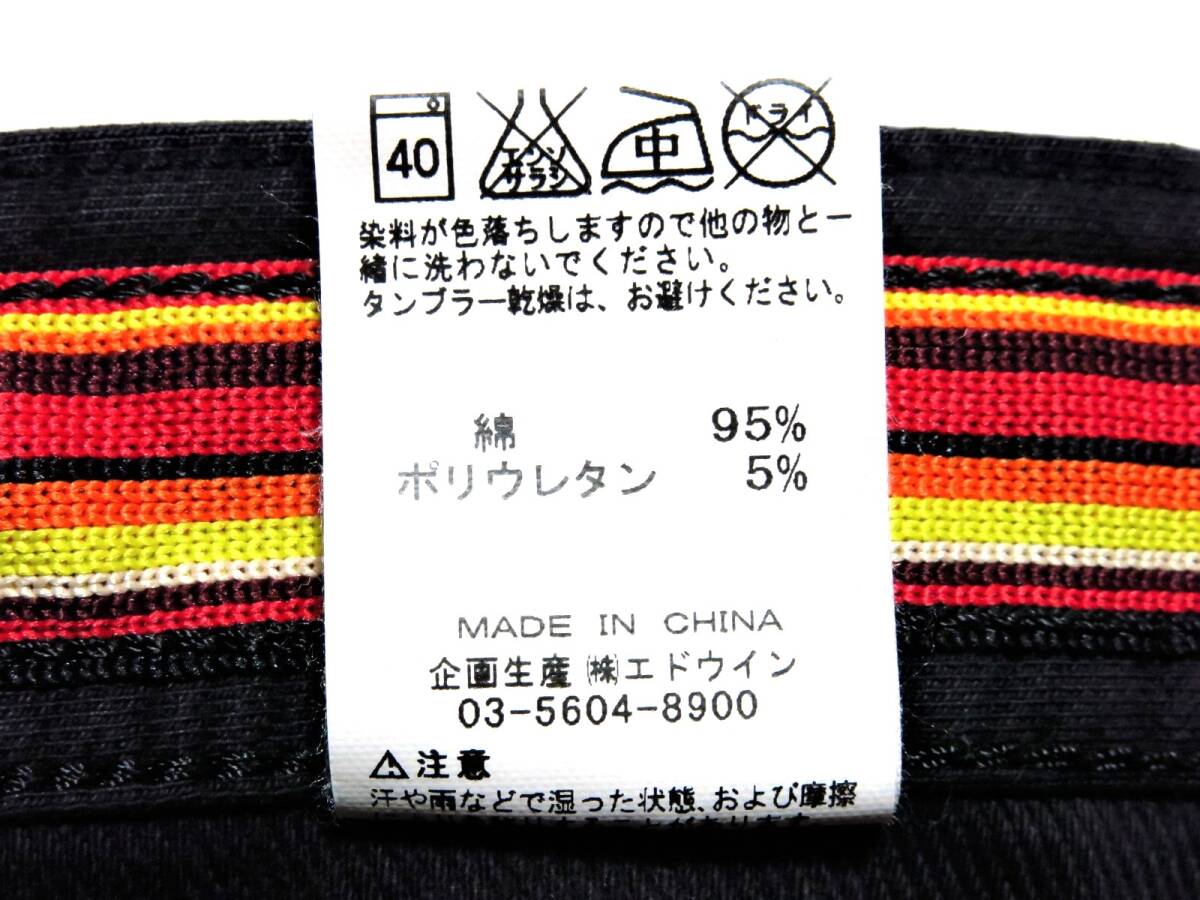 40 エンソ サラシ 中 ドライ
染料が色落ちしますので他の物と一
緒に洗わないでください。
タンブラー乾燥は、お避けください。
綿 95%
ポリウレタン 5%
MADE IN CHINA
企画生産 ㈱エドウイン
03-5604-8900
注意
汗や雨などで湿った状態、および摩擦